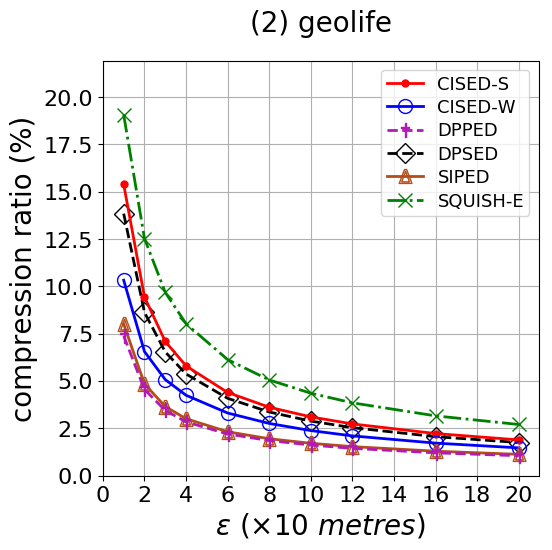 (2) geolife
compression ratio (%)
20.0
17.5
15.0
12.5
10.0
7.5
5.0
2.5
0.0
CISED-S
CISED-W
DPPED
DPSED
SIPED
SQUISH-E
0 2 4 6 8 10 12 14 16 18 20
ε (×10 metres)